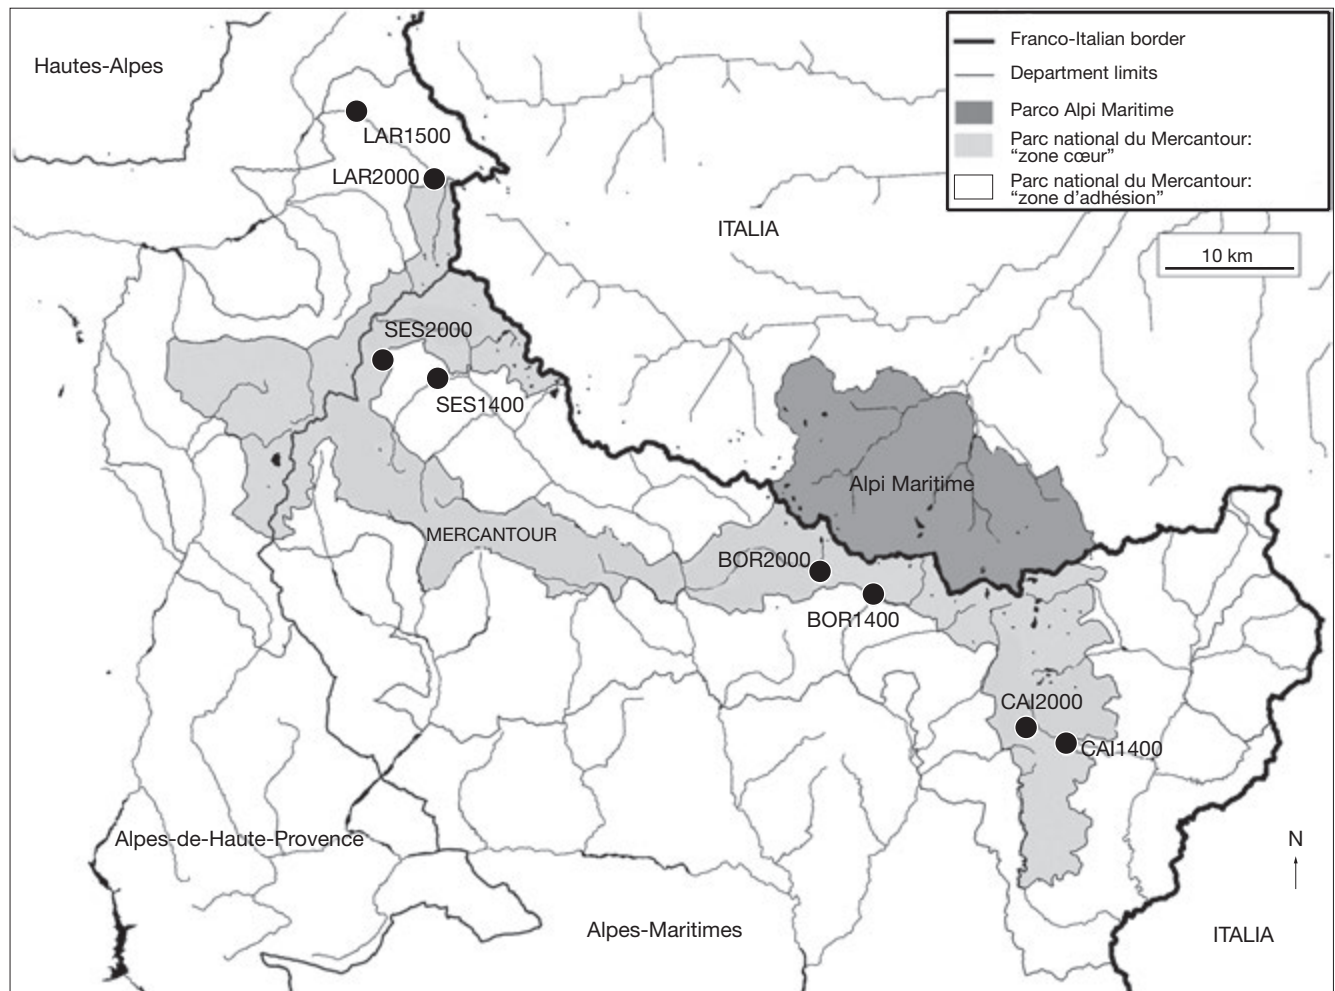 Hautes-Alpes
Franco-Italian border
Department limits
Parco Alpi Maritime
Parc national du Mercantour:
“zone cœur”
Parc national du Mercantour:
“zone d’adhésion”
LAR1500
LAR2000
ITALIA
10 km
SES2000
SES1400
Alpi Maritime
MERCANTOUR
BOR2000
BOR1400
CAI2000
CAI1400
Alpes-de-Haute-Provence
N
Alpes-Maritimes
ITALIA